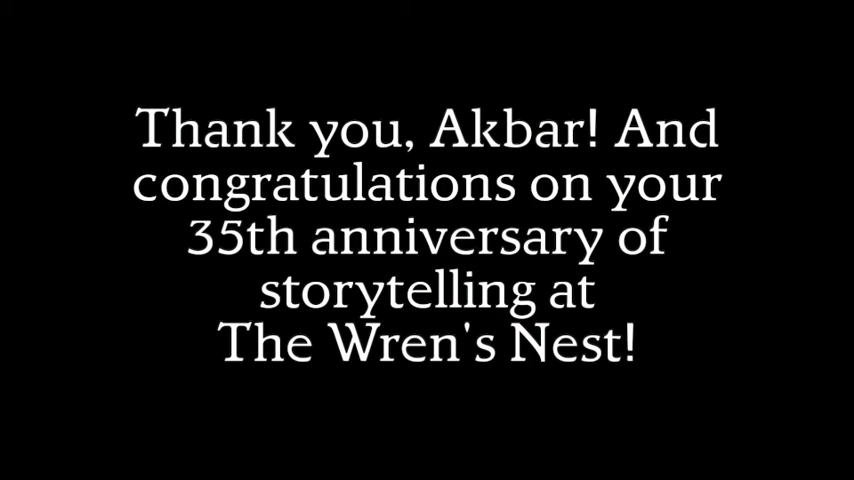 Thank you, Akbar! And
congratulations on your
35th anniversary of
storytelling at
The Wren's Nest!